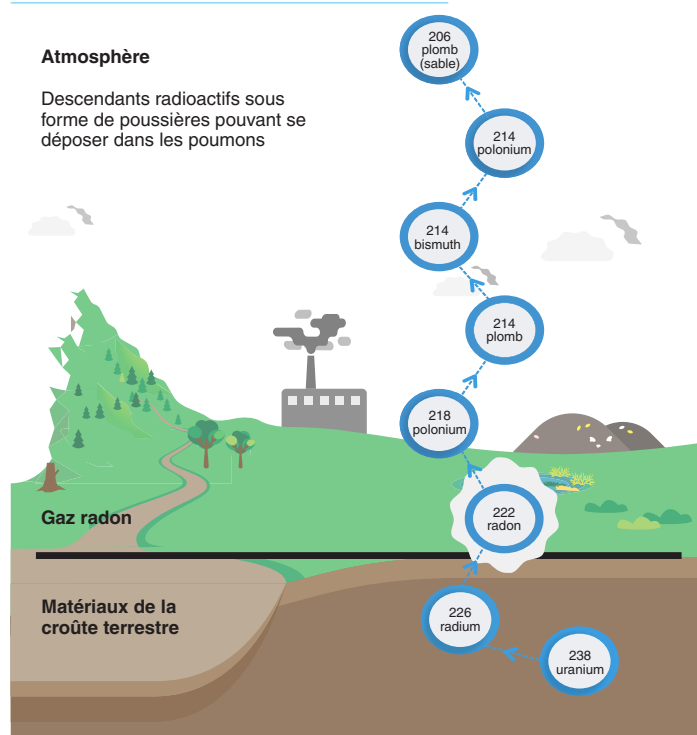 Atmosphère
Descendants radioactifs sous
forme de poussières pouvant se
déposer dans les poumons
206
plomb
(sable)
214
polonium
214
bismuth
214
plomb
218
polonium
Gaz radon
222
radon
Matériaux de la
croûte terrestre
226
radium
238
uranium